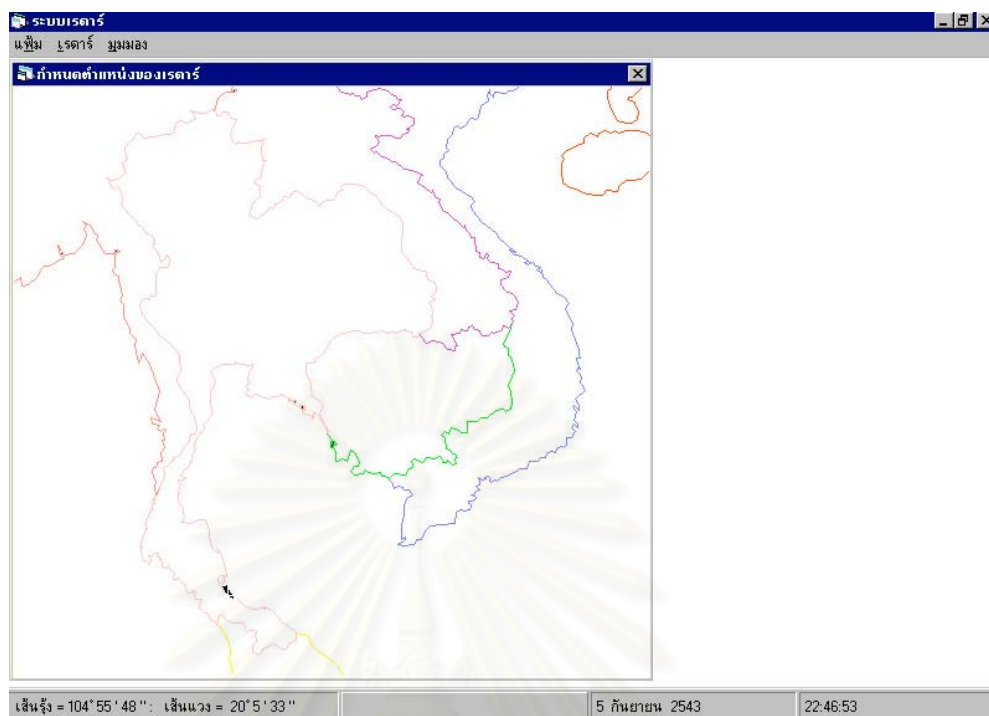 ระบบเรดาร์
แฟ้ม เรดาร์ มุมมอง
กำหนดตำแหน่งของเรดาร์
เส้นรุ้ง = 104°55'48" : เส้นแวง = 20°5'33"
5 กันยายน 2543
22:46:53